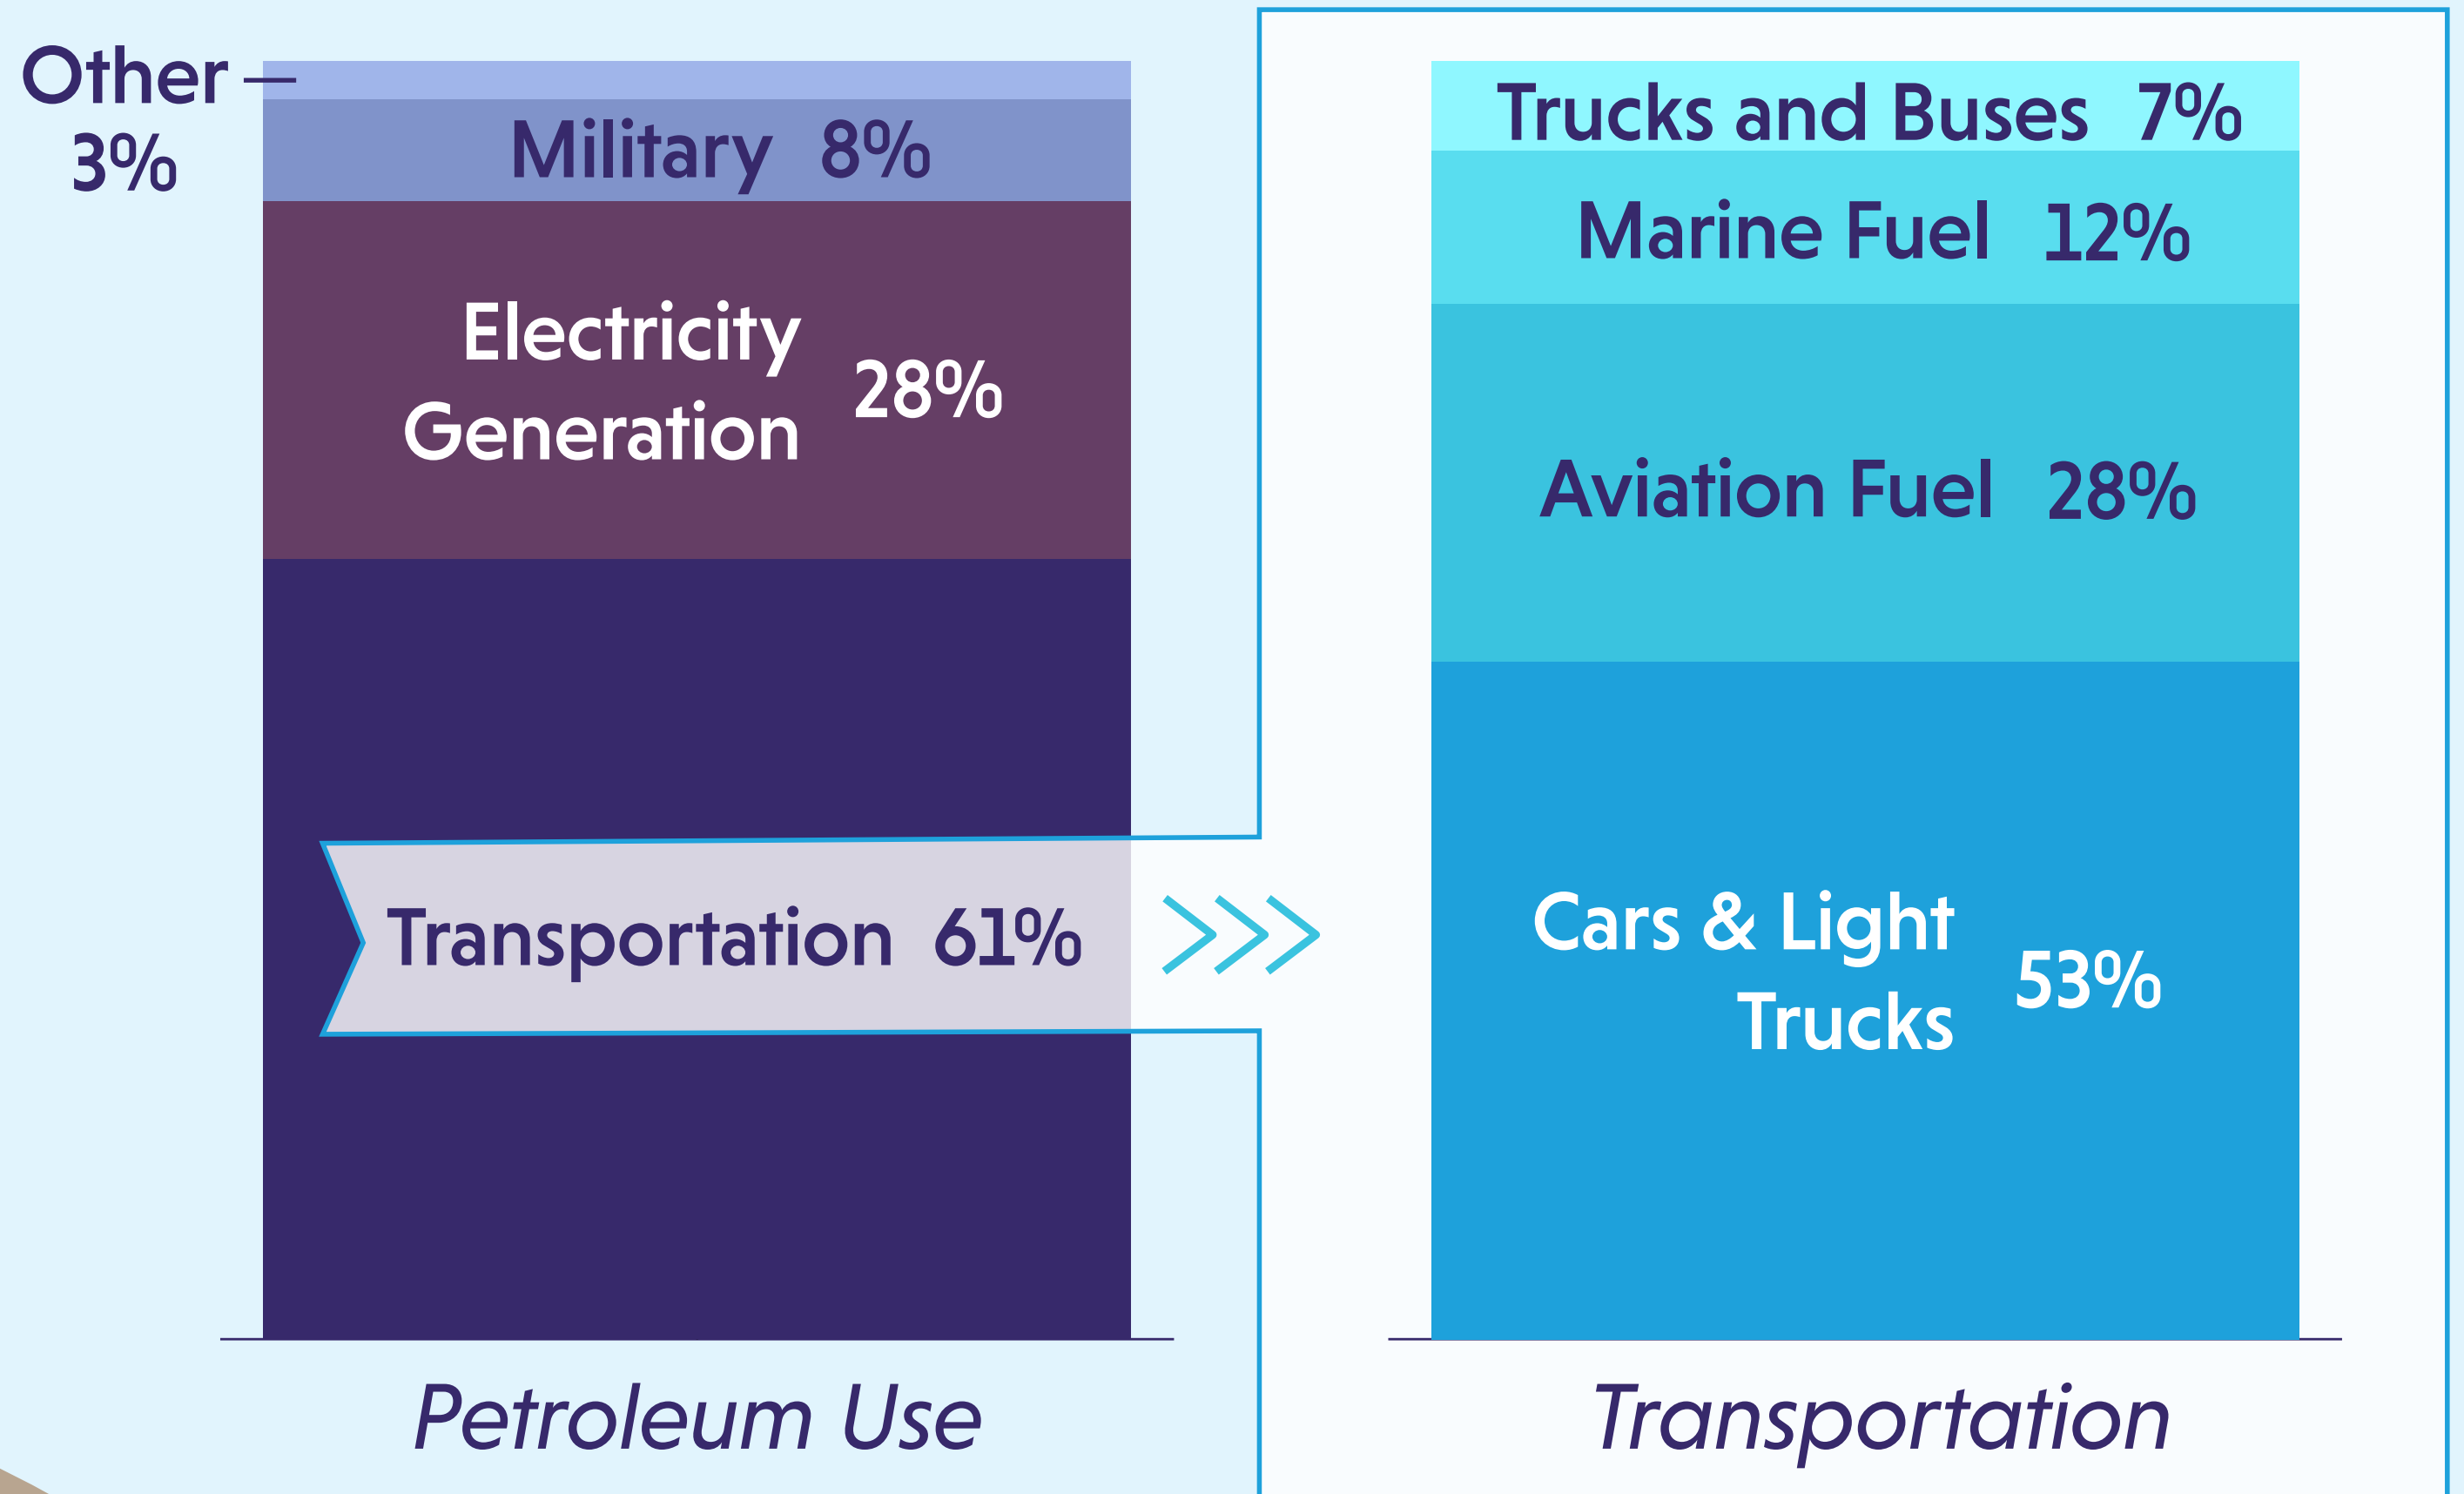 Other
3%
Military 8%
Electricity
Generation
28%
Transportation 61%
Petroleum Use
Trucks and Buses 7%
Marine Fuel 12%
Aviation Fuel 28%
Cars & Light
Trucks
53%
Transportation